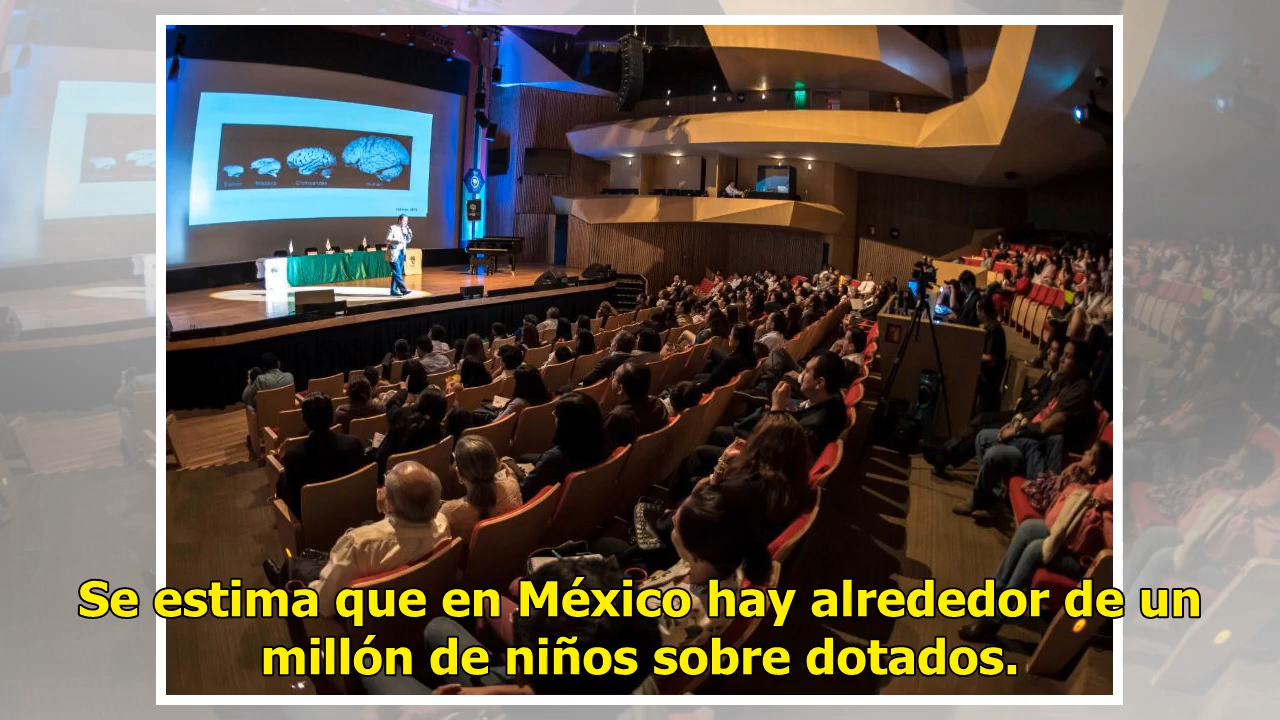 Se estima que en México hay alrededor de un
millón de niños sobre dotados.